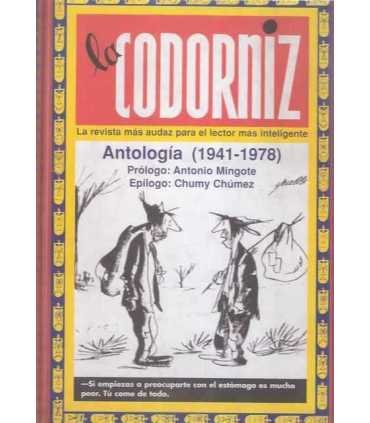 la
CODORNIZ
La revista más audaz para el lector más inteligente
Antología (1941-1978)
Prólogo: Antonio Mingote
Epílogo: Chumy Chúmez
—Si empiezas a preocuparte con el estómago es mucho
peor. Tú come de todo.